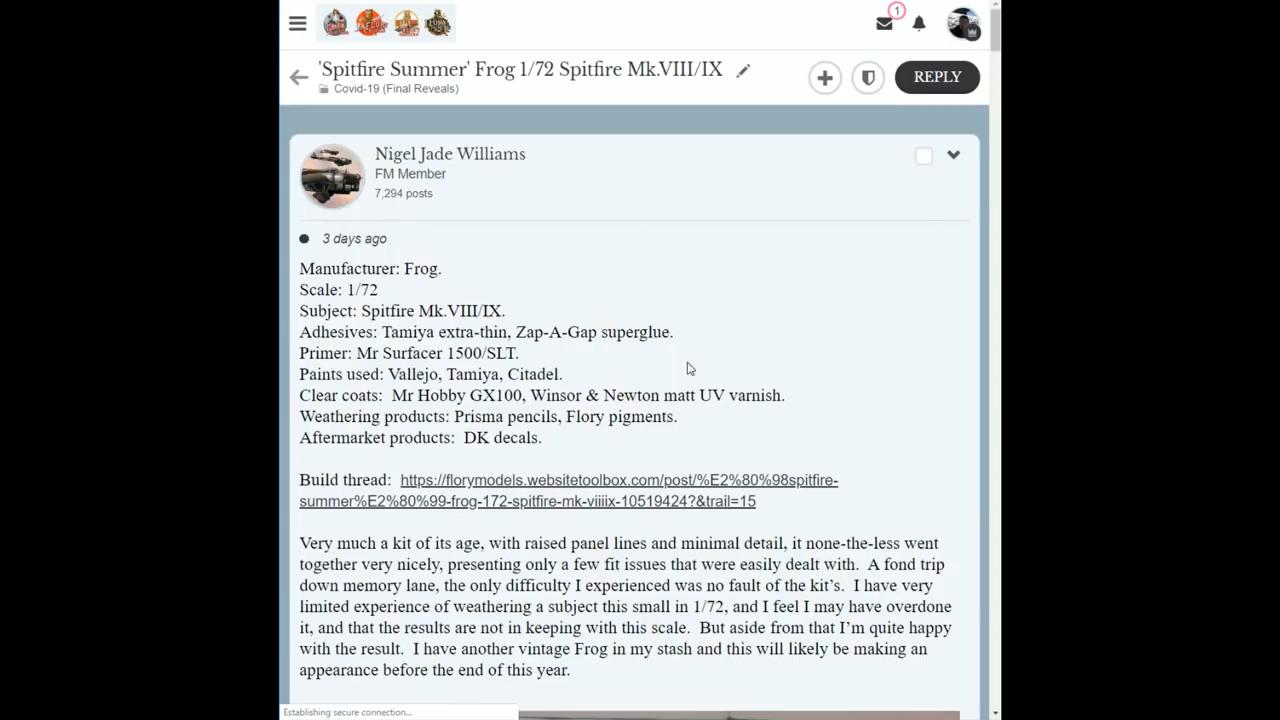 1
'Spitfire Summer' Frog 1/72 Spitfire Mk.VIII/IX
Covid-19 (Final Reveals)
REPLY
Nigel Jade Williams
FM Member
7,294 posts
3 days ago
Manufacturer: Frog.
Scale: 1/72
Subject: Spitfire Mk.VIII/IX.
Adhesives: Tamiya extra-thin, Zap-A-Gap superglue.
Primer: Mr Surfacer 1500/SLT.
Paints used: Vallejo, Tamiya, Citadel.
Clear coats:  Mr Hobby GX100, Winsor & Newton matt UV varnish.
Weathering products: Prisma pencils, Flory pigments.
Aftermarket products:  DK decals.
Build thread:  https://florymodels.websitetoolbox.com/post/%E2%80%98spitfire-
summer%E2%80%99-frog-172-spitfire-mk-viiiix-10519424?&trail=15
Very much a kit of its age, with raised panel lines and minimal detail, it none-the-less went
together very nicely, presenting only a few fit issues that were easily dealt with.  A fond trip
down memory lane, the only difficulty I experienced was no fault of the kit’s.  I have very
limited experience of weathering a subject this small in 1/72, and I feel I may have overdone
it, and that the results are not in keeping with this scale.  But aside from that I’m quite happy
with the result.  I have another vintage Frog in my stash and this will likely be making an
appearance before the end of this year.
Establishing secure connection...